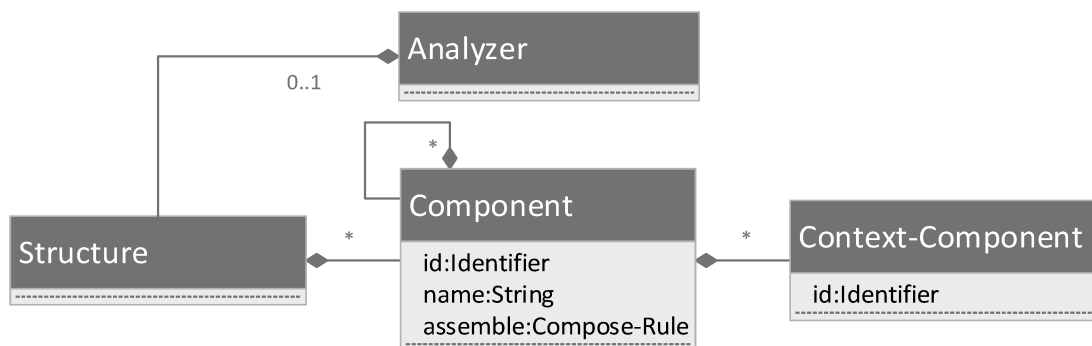 Analyzer
0..1
*
Component
Structure
*
*
Context-Component
id:Identifier
name:String
assemble:Compose-Rule
id:Identifier